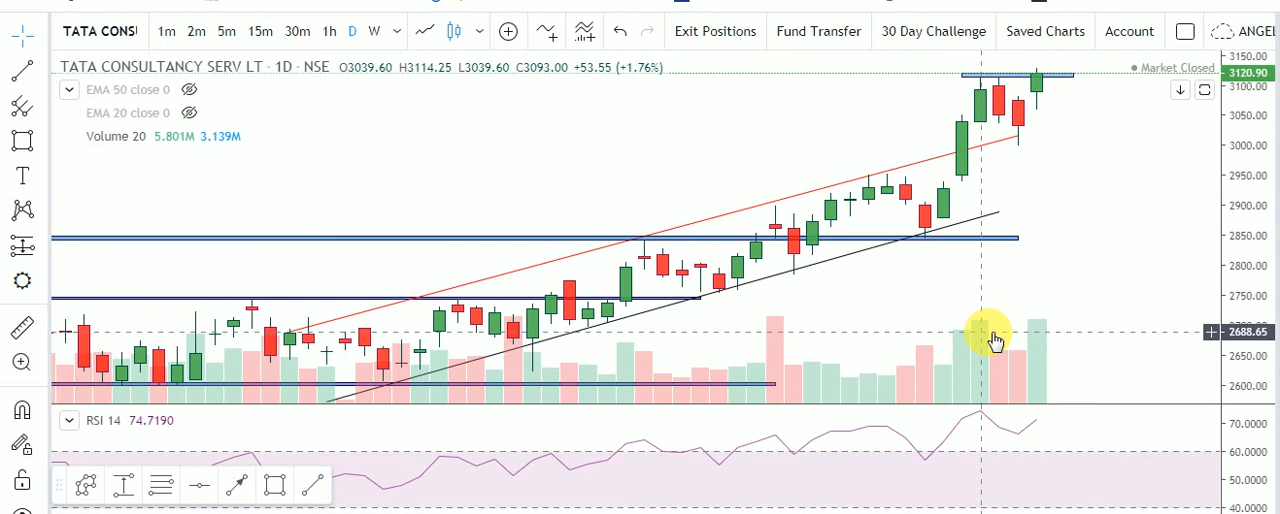 TATA CONSU 1m 2m 5m 15m 30m 1h D W Exit Positions Fund Transfer 30 Day Challenge Saved Charts Account ANGEL
TATA CONSULTANCY SERV LT · 1D · NSE O3039.60 H3114.25 L3039.60 C3093.00 +53.55 (+1.76%)
Market Closed
EMA 50 close 0
EMA 20 close 0
Volume 20 5.801M 3.139M
3150.00
3120.90
3100.00
3050.00
3000.00
2950.00
2900.00
2850.00
2800.00
2750.00
2688.65
2650.00
2600.00
RSI 14 74.7190
70.0000
60.0000
50.0000
40.0000